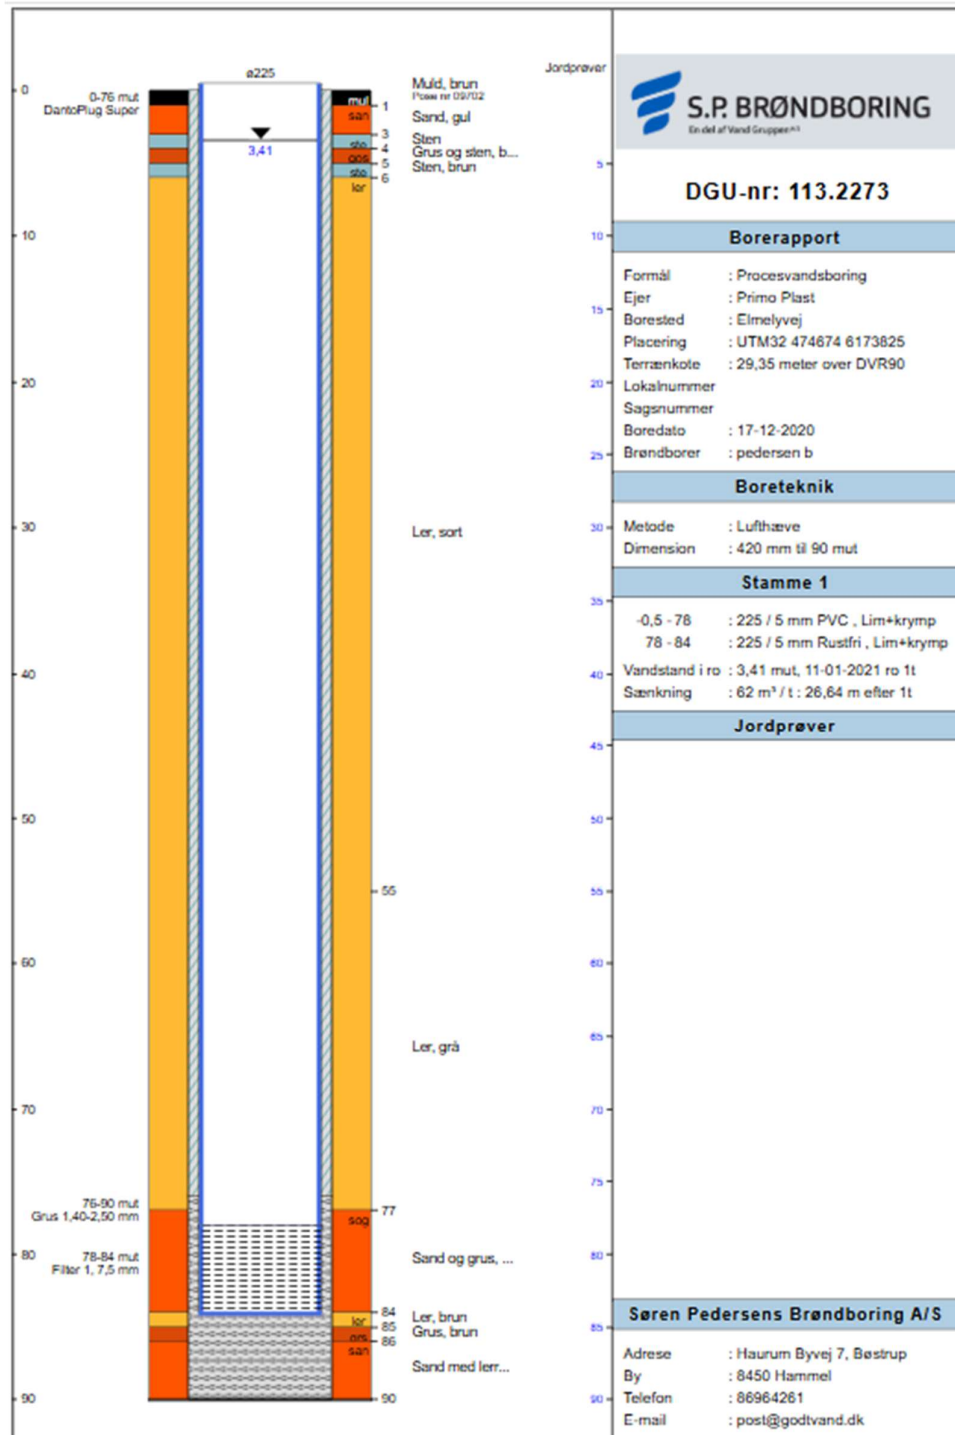 Jordprøver
ø225
0
0-76 mut
DantoPlug Super
mul
1
Muld, brun
Pose nr 09702
san
Sand, gul
3
3,41
ste
4
Sten
Grus og sten, b...
gos
5
Sten, brun
ste
6
ler
5
10
10
15
20
20
25
30
30
Ler, sort
35
40
40
45
50
50
55
55
60
60
65
Ler, grå
70
70
75
76-90 mut
Grus 1,40-2,50 mm
77
sog
78-84 mut
Filter 1, 7,5 mm
80
80
Sand og grus, ...
84
ler
Ler, brun
85
85
Grus, brun
grs
86
san
Sand med lerr...
90
90
90
S.P. BRØNDBORING
En del af Vand Gruppen A/S
DGU-nr: 113.2273
Borerapport
Formål : Procesvandsboring
Ejer : Primo Plast
Borested : Elmelyvej
Placering : UTM32 474674 6173825
Terrænkote : 29,35 meter over DVR90
Lokalnummer
Sagsnummer
Boredato : 17-12-2020
Brøndborer : pedersen b
Boreteknik
Metode : Lufthæve
Dimension : 420 mm til 90 mut
Stamme 1
-0,5 - 78 : 225 / 5 mm PVC , Lim+krymp
78 - 84 : 225 / 5 mm Rustfri , Lim+krymp
Vandstand i ro : 3,41 mut, 11-01-2021 ro 1t
Sænkning : 62 m³ / t : 26,64 m efter 1t
Jordprøver
Søren Pedersens Brøndboring A/S
Adrese : Haurum Byvej 7, Bøstrup
By : 8450 Hammel
Telefon : 86964261
E-mail : post@godtvand.dk